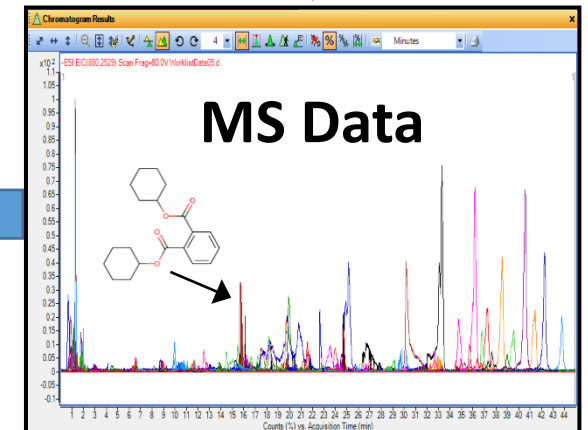 Chromatogram Results
x
4
Minutes
x10 2
-ESI EIC(880.2529) Scan Frag=80.0V WorklistData05.d
1.1
1
1
1.05
1
0.95
0.9
0.85
0.8
0.75
0.7
0.65
0.6
0.55
0.5
0.45
0.4
0.35
0.3
0.25
0.2
0.15
0.1
0.05
0
-0.05
-0.1
MS Data
O
O
O
O
1 2 3 4 5 6 7 8 9 10 11 12 13 14 15 16 17 18 19 20 21 22 23 24 25 26 27 28 29 30 31 32 33 34 35 36 37 38 39 40 41 42 43 44
Counts (%) vs. Acquisition Time (min)